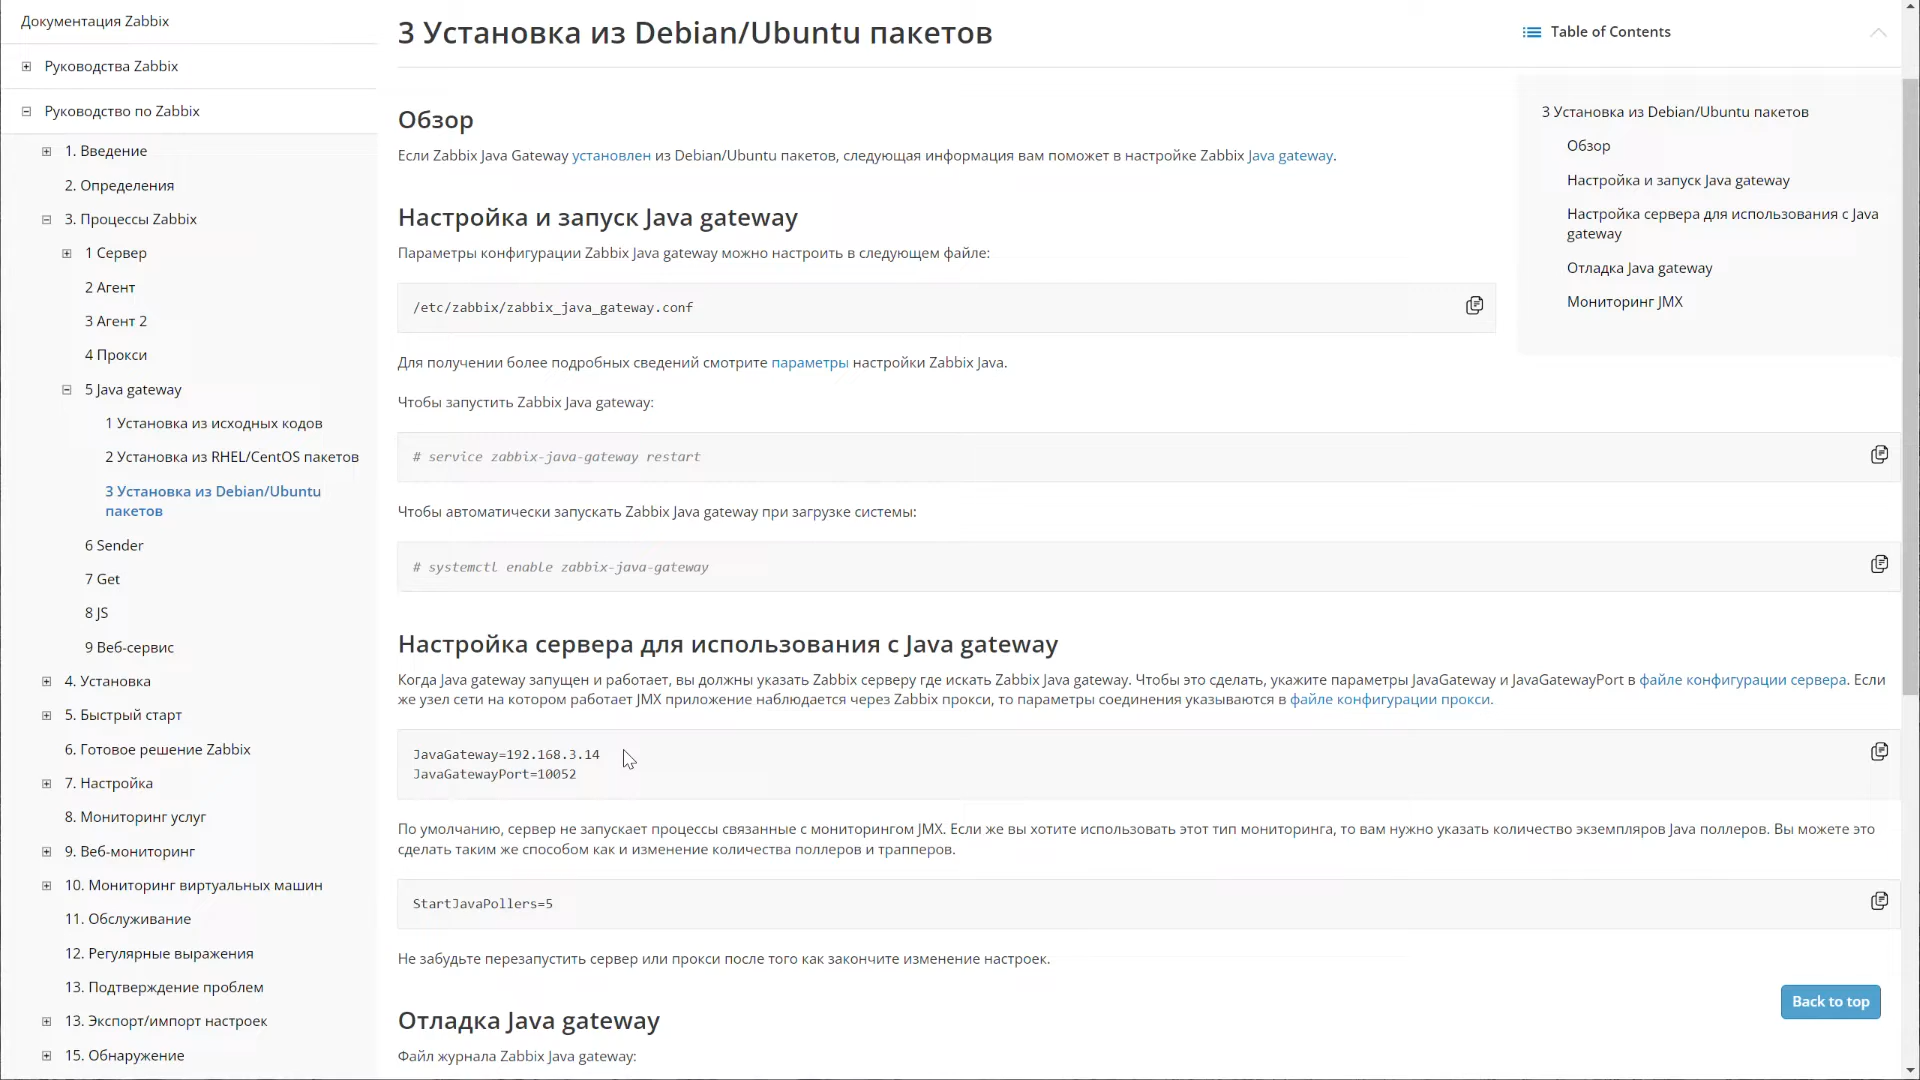 Документация Zabbix
Руководства Zabbix
Руководство по Zabbix
1. Введение
2. Определения
3. Процессы Zabbix
1 Сервер
2 Агент
3 Агент 2
4 Прокси
5 Java gateway
1 Установка из исходных кодов
2 Установка из RHEL/CentOS пакетов
3 Установка из Debian/Ubuntu
пакетов
6 Sender
7 Get
8 JS
9 Веб-сервис
4. Установка
5. Быстрый старт
6. Готовое решение Zabbix
7. Настройка
8. Мониторинг услуг
9. Веб-мониторинг
10. Мониторинг виртуальных машин
11. Обслуживание
12. Регулярные выражения
13. Подтверждение проблем
13. Экспорт/импорт настроек
15. Обнаружение
3 Установка из Debian/Ubuntu пакетов
Обзор
Если Zabbix Java Gateway установлен из Debian/Ubuntu пакетов, следующая информация вам поможет в настройке Zabbix Java gateway.
Настройка и запуск Java gateway
Параметры конфигурации Zabbix Java gateway можно настроить в следующем файле:
/etc/zabbix/zabbix_java_gateway.conf
Для получении более подробных сведений смотрите параметры настройки Zabbix Java.
Чтобы запустить Zabbix Java gateway:
# service zabbix-java-gateway restart
Чтобы автоматически запускать Zabbix Java gateway при загрузке системы:
# systemctl enable zabbix-java-gateway
Настройка сервера для использования с Java gateway
Когда Java gateway запущен и работает, вы должны указать Zabbix серверу где искать Zabbix Java gateway. Чтобы это сделать, укажите параметры JavaGateway и JavaGatewayPort в файле конфигурации сервера. Если
же узел сети на котором работает JMX приложение наблюдается через Zabbix прокси, то параметры соединения указываются в файле конфигурации прокси.
JavaGateway=192.168.3.14
JavaGatewayPort=10052
По умолчанию, сервер не запускает процессы связанные с мониторингом JMX. Если же вы хотите использовать этот тип мониторинга, то вам нужно указать количество экземпляров Java поллеров. Вы можете это
сделать таким же способом как и изменение количества поллеров и трапперов.
StartJavaPollers=5
Не забудьте перезапустить сервер или прокси после того как закончите изменение настроек.
Отладка Java gateway
Файл журнала Zabbix Java gateway:
Table of Contents
3 Установка из Debian/Ubuntu пакетов
Обзор
Настройка и запуск Java gateway
Настройка сервера для использования с Java
gateway
Отладка Java gateway
Мониторинг JMX
Back to top